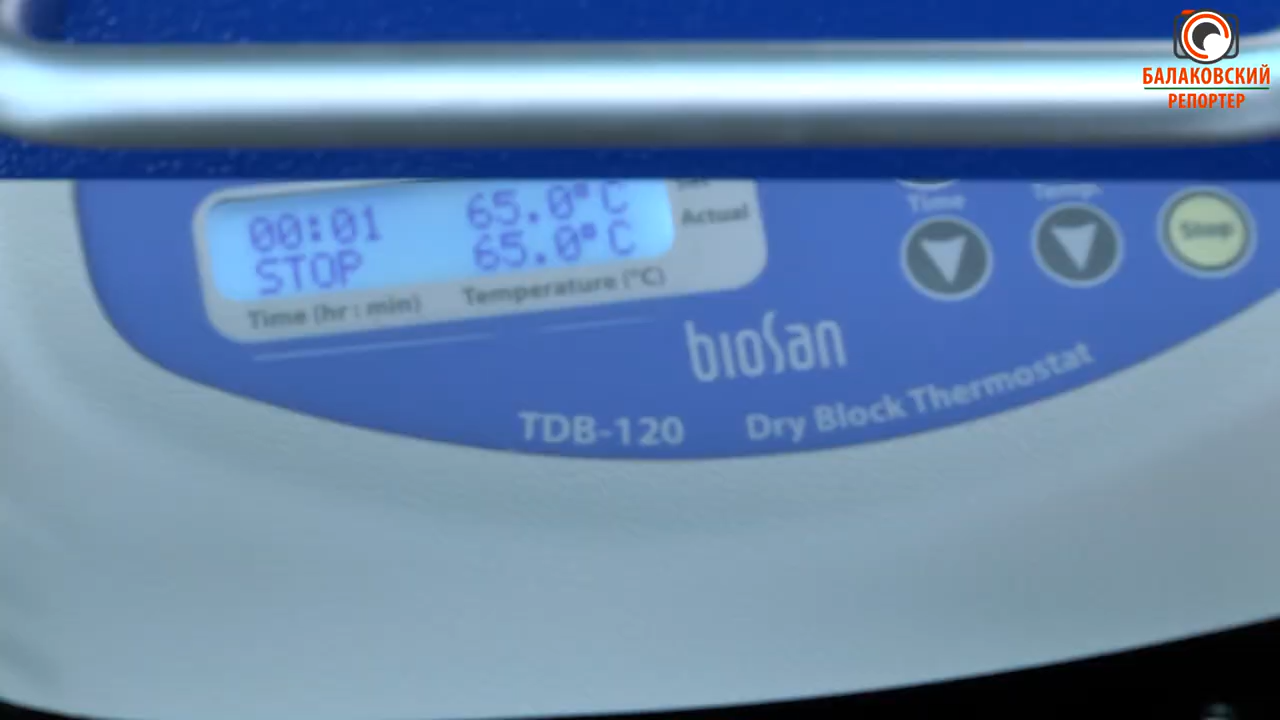 БАЛАКОВСКИЙ
РЕПОРТЕР
00:01 65.0°C
STOP 65.0°C
Actual
Time (hr : min) Temperature (°C)
Time
Temp.
Stop
bioSan
TDB-120 Dry Block Thermostat